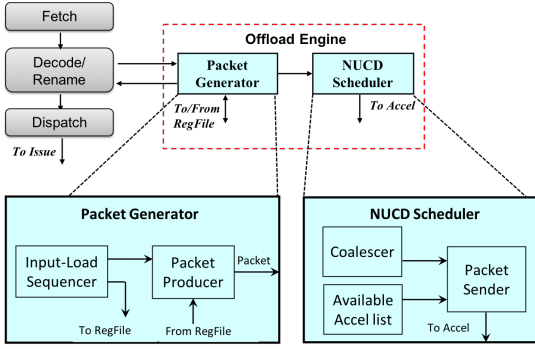 Fetch
Offload Engine
Decode/
Rename
Packet
Generator
NUCD
Scheduler
To/From
RegFile
To Accel
Dispatch
To Issue
Packet Generator
Input-Load
Sequencer
Packet
Producer
Packet
To RegFile
From RegFile
NUCD Scheduler
Coalescer
Available
Accel list
Packet
Sender
To Accel